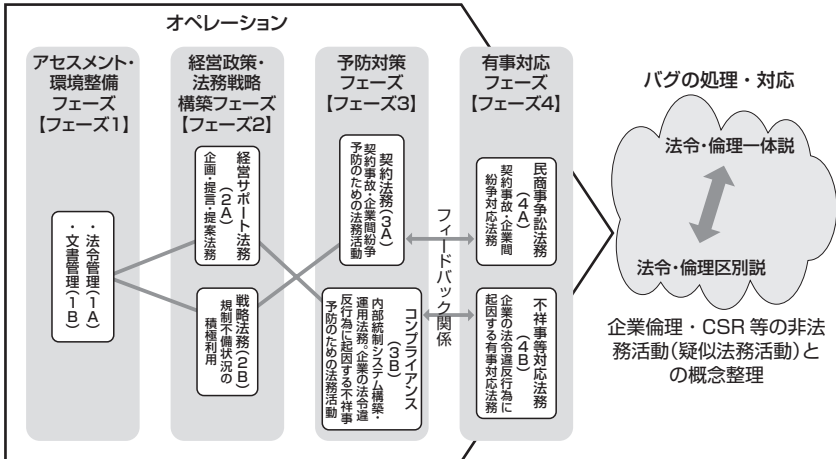 オペレーション
アセスメント・
環境整備
フェーズ
【フェーズ1】
・法令管理(1A)
・文書管理(1B)
経営政策・
法務戦略
構築フェーズ
【フェーズ2】
経営サポート法務
(2A)
企画・提言・提案法務
戦略法務(2B)
規制不備状況の
積極利用
予防対策
フェーズ
【フェーズ3】
契約法務(3A)
契約事故・企業間紛争
予防のための法務活動
コンプライアンス
(3B)
内部統制システム構築・
運用法務。企業の法令違
反行為に起因する不祥事
予防のための法務活動
フィードバック関係
有事対応
フェーズ
【フェーズ4】
民商事争訟法務
(4A)
契約事故・企業間
紛争対応法務
不祥事等対応法務
(4B)
企業の法令違反行為に
起因する有事対応法務
バグの処理・対応
法令・倫理一体説
法令・倫理区別説
企業倫理・CSR 等の非法
務活動(疑似法務活動)と
の概念整理